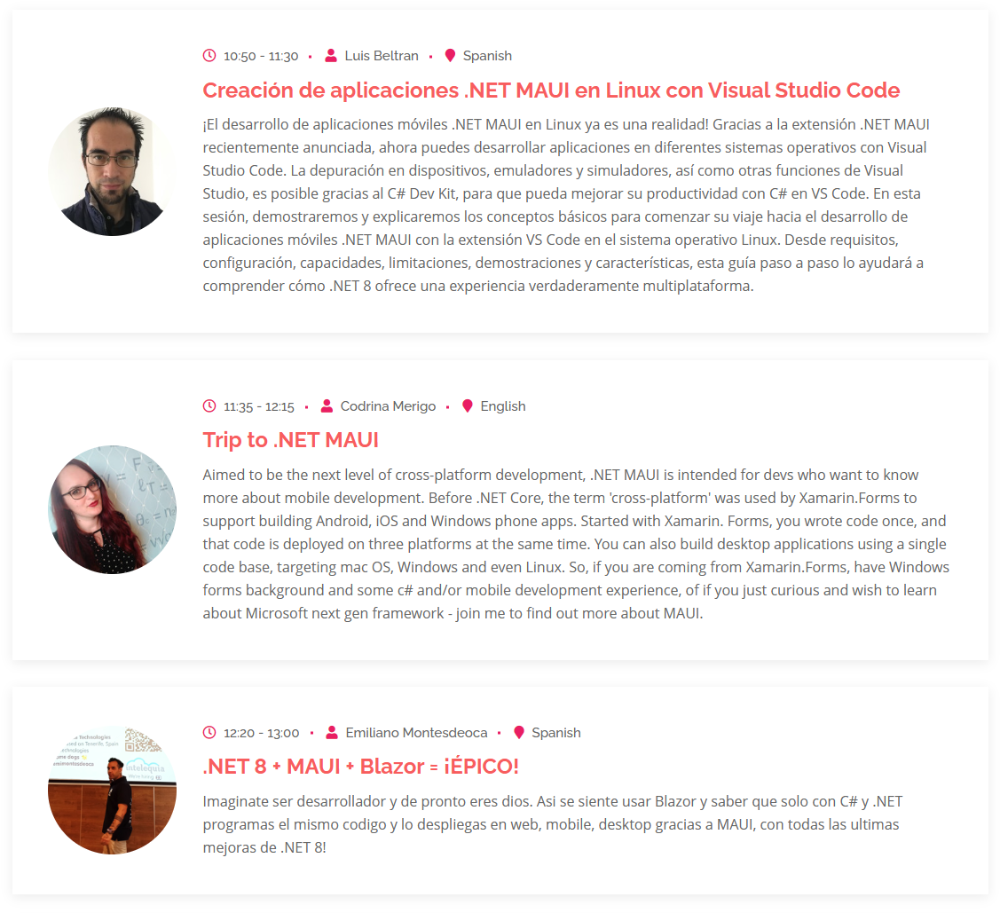 10:50 - 11:30 • Luis Beltran • Spanish
Creación de aplicaciones .NET MAUI en Linux con Visual Studio Code
¡El desarrollo de aplicaciones móviles .NET MAUI en Linux ya es una realidad! Gracias a la extensión .NET MAUI
recientemente anunciada, ahora puedes desarrollar aplicaciones en diferentes sistemas operativos con Visual
Studio Code. La depuración en dispositivos, emuladores y simuladores, así como otras funciones de Visual
Studio, es posible gracias al C# Dev Kit, para que pueda mejorar su productividad con C# en VS Code. En esta
sesión, demostraremos y explicaremos los conceptos básicos para comenzar su viaje hacia el desarrollo de
aplicaciones móviles .NET MAUI con la extensión VS Code en el sistema operativo Linux. Desde requisitos,
configuración, capacidades, limitaciones, demostraciones y características, esta guía paso a paso lo ayudará a
comprender cómo .NET 8 ofrece una experiencia verdaderamente multiplataforma.
11:35 - 12:15 • Codrina Merigo • English
Trip to .NET MAUI
Aimed to be the next level of cross-platform development, .NET MAUI is intended for devs who want to know
more about mobile development. Before .NET Core, the term 'cross-platform' was used by Xamarin.Forms to
support building Android, iOS and Windows phone apps. Started with Xamarin. Forms, you wrote code once, and
that code is deployed on three platforms at the same time. You can also build desktop applications using a single
code base, targeting mac OS, Windows and even Linux. So, if you are coming from Xamarin.Forms, have Windows
forms background and some c# and/or mobile development experience, of if you just curious and wish to learn
about Microsoft next gen framework - join me to find out more about MAUI.
12:20 - 13:00 • Emiliano Montesdeoca • Spanish
.NET 8 + MAUI + Blazor = ¡ÉPICO!
Imaginate ser desarrollador y de pronto eres dios. Asi se siente usar Blazor y saber que solo con C# y .NET
programas el mismo codigo y lo despliegas en web, mobile, desktop gracias a MAUI, con todas las ultimas
mejoras de .NET 8!
Technologies
on Tenerife, Spain
intelequia